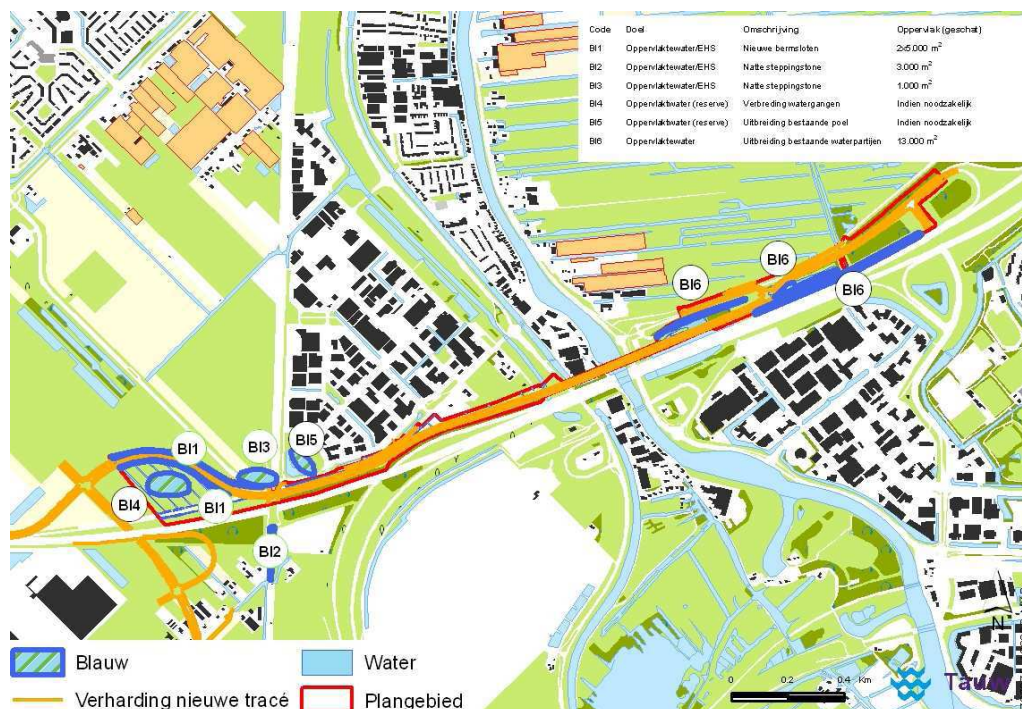 Code Doel Omschrijving Oppervlak (geschat)
Bl1 Oppervlaktewater/EHS Nieuwe bermsloten 2x5.000 m²
Bl2 Oppervlaktewater/EHS Natte steppingstone 3.000 m²
Bl3 Oppervlaktewater/EHS Natte steppingstone 1.000 m²
Bl4 Oppervlaktwater (reserve) Verbreding watergangen Indien noodzakelijk
Bl5 Oppervlaktwater (reserve) Uitbreiding bestaande poel Indien noodzakelijk
Bl6 Oppervlaktewater Uitbreiding bestaande waterpartijen 13.000 m²
Bl6
Bl6
Bl6
Bl1
Bl3
Bl5
Bl4
Bl1
Bl2
N
Blauw
Water
Verharding nieuwe tracé
Plangebied
0 0.2 0.4 Km
Tauw